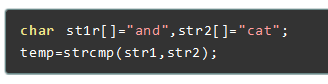 char st1r[]="and",str2[]="cat";
temp=strcmp(str1,str2);